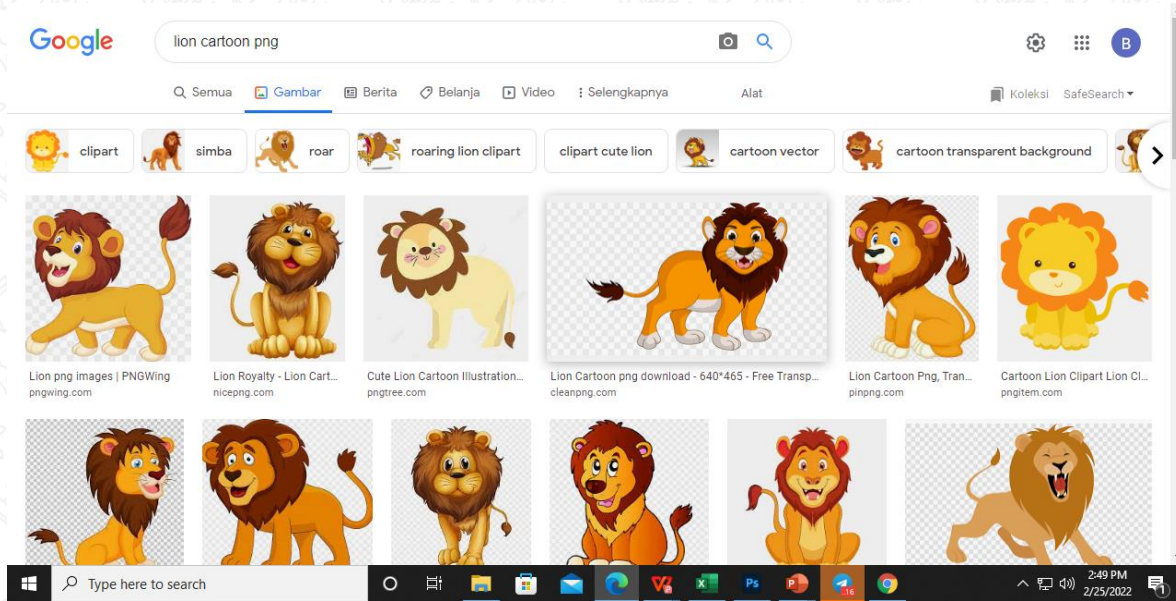 Google
lion cartoon png
B
Semua Gambar Berita Belanja Video Selengkapnya Alat Koleksi SafeSearch
clipart simba roar roaring lion clipart clipart cute lion cartoon vector cartoon transparent background
Lion png images | PNGWing
pngwing.com
Lion Royalty - Lion Cart...
nicepng.com
Cute Lion Cartoon Illustration...
pngtree.com
Lion Cartoon png download - 640*465 - Free Transp...
cleanpng.com
Lion Cartoon Png, Tran...
pinpng.com
Cartoon Lion Clipart Lion Cl...
pngitem.com
Type here to search
X
Ps
P
..16
2:49 PM
2/25/2022
1